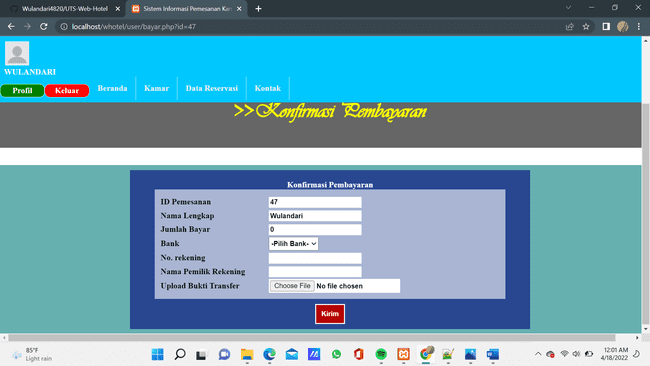 Wulandari4820/UTS-Web-Hotel
Sistem Informasi Pemesanan Kam
localhost/whotel/user/bayar.php?id=47
WULANDARI
Profil Keluar Beranda Kamar Data Reservasi Kontak
>>Konfirmasi Pembayaran
Konfirmasi Pembayaran
ID Pemesanan 47
Nama Lengkap Wulandari
Jumlah Bayar 0
Bank -Pilih Bank-
No. rekening
Nama Pemilik Rekening
Upload Bukti Transfer Choose File No file chosen
Kirim
85°F
Light rain
12:01 AM
4/18/2022